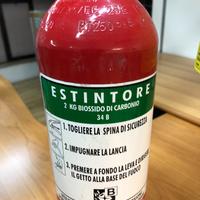 ESTINTORE
2 KG BIOSSIDO DI CARBONIO
34 B
1. TOGLIERE LA SPINA DI SICUREZZA
2. IMPUGNARE LA LANCIA
3. PREMERE A FONDO LA LEVA E
IL GETTO ALLA BASE DEL FUOCO
B